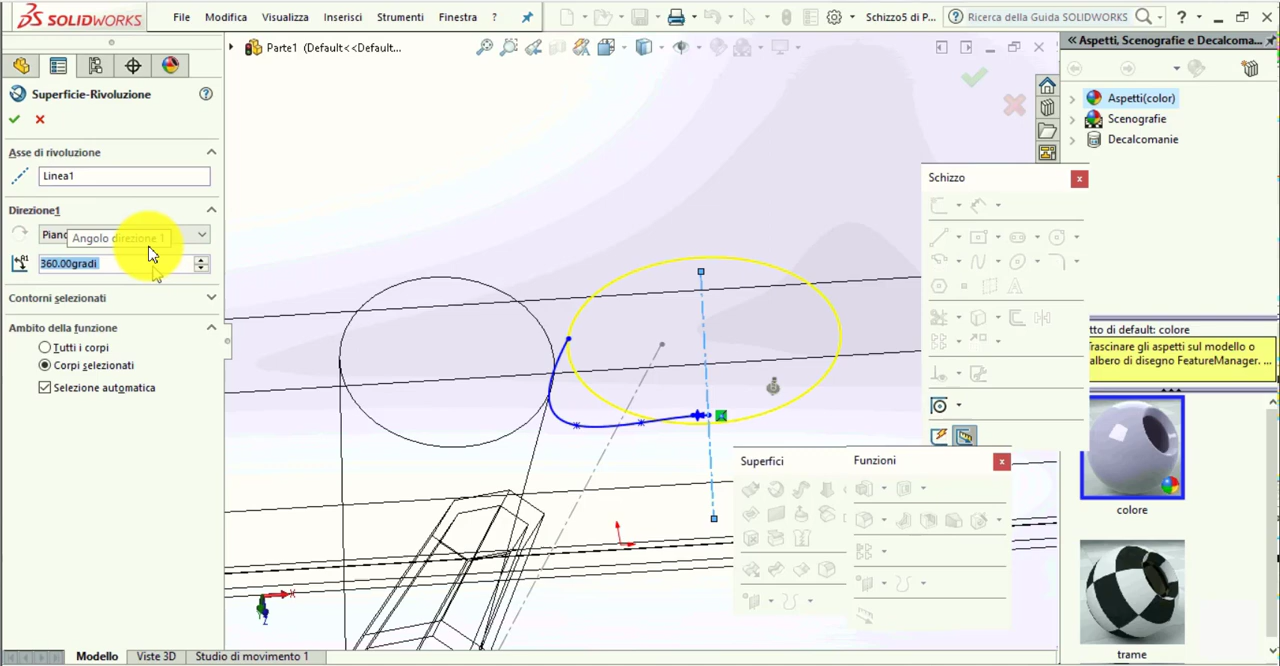 SOLIDWORKS
File
Modifica
Visualizza
Inserisci
Strumenti
Finestra
?
Schizzo5 di P...
Ricerca della Guida SOLIDWORKS
?
Parte1 (Default<<Default...
Aspetti, Scenografie e Decalcoma...
Superficie-Rivoluzione
Aspetti(color)
Scenografie
Decalcomanie
Asse di rivoluzione
Linea1
Schizzo
Direzione1
Piano
Angolo direzione 1
360.00gradi
Contorni selezionati
Ambito della funzione
Tutti i corpi
Corpi selezionati
Selezione automatica
tto di default: colore
Trascinare gli aspetti sul modello o
albero di disegno FeatureManager. ...
Superfici
Funzioni
colore
X
Z
trame
Modello
Viste 3D
Studio di movimento 1